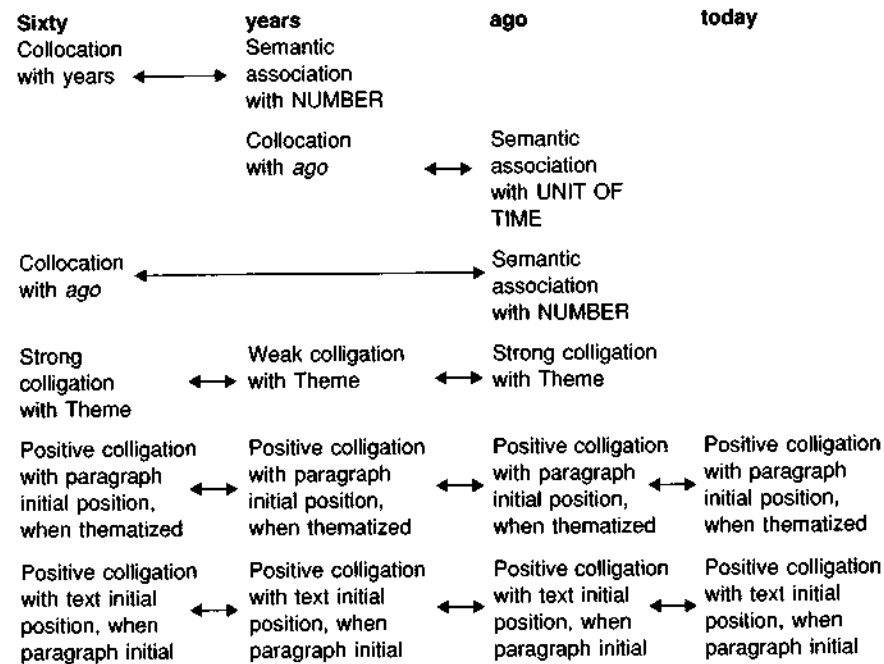 Sixty years ago today
Collocation
with years
Semantic
association
with NUMBER
Collocation
with ago
Semantic
association
with UNIT OF
TIME
Collocation
with ago
Semantic
association
with NUMBER
Strong
colligation
with Theme
Weak colligation
with Theme
Strong colligation
with Theme
Positive colligation
with paragraph
initial position,
when thematized
Positive colligation
with paragraph
initial position,
when thematized
Positive colligation
with paragraph
initial position,
when thematized
Positive colligation
with paragraph
initial position,
when thematized
Positive colligation
with text initial
position, when
paragraph initial
Positive colligation
with text initial
position, when
paragraph initial
Positive colligation
with text initial
position, when
paragraph initial
Positive colligation
with text initial
position, when
paragraph initial